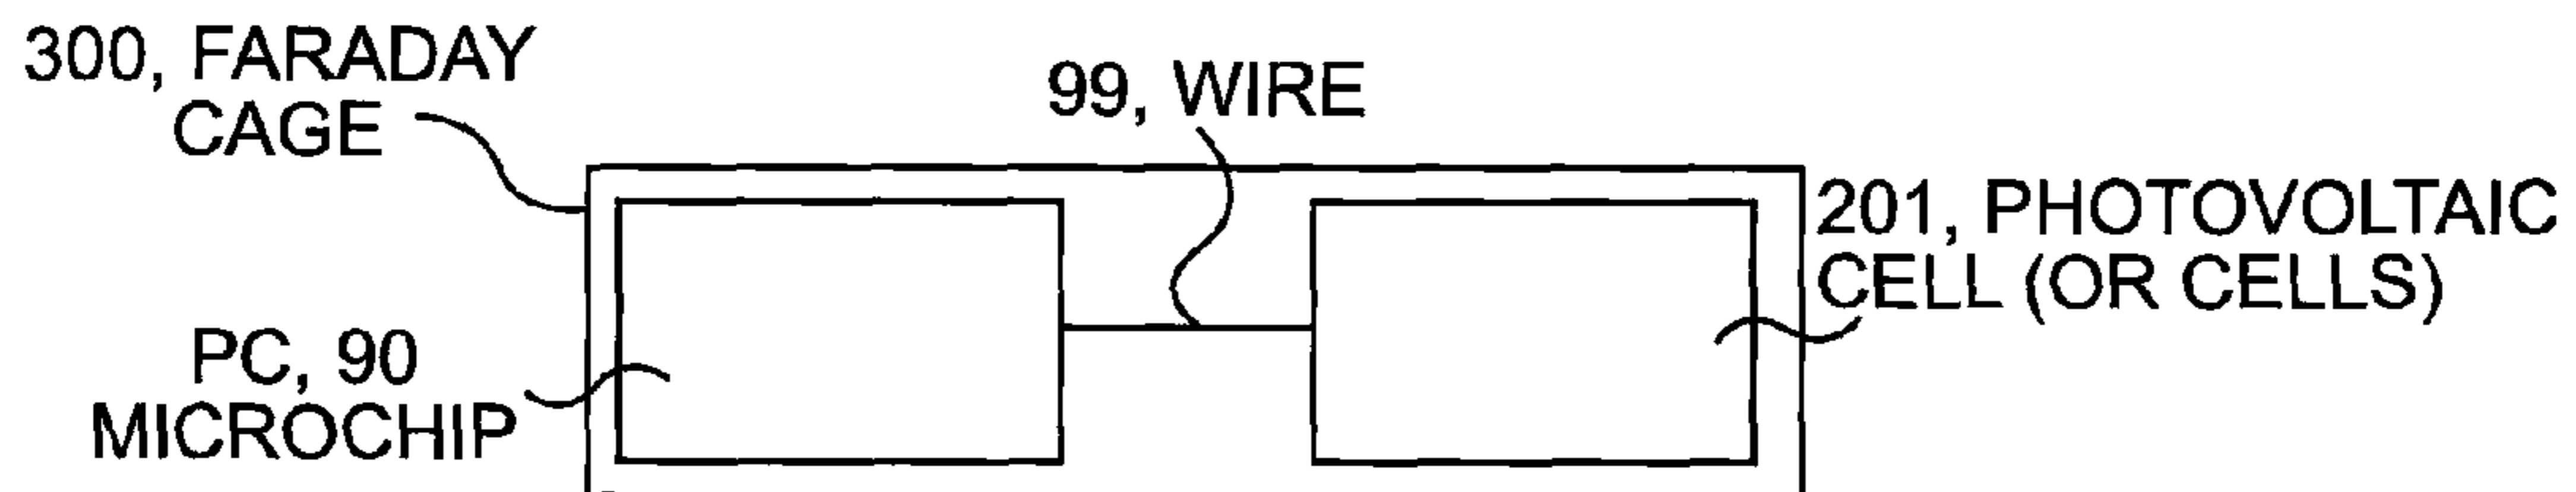 300, FARADAY
CAGE
99, WIRE
201, PHOTOVOLTAIC
CELL (OR CELLS)
PC, 90
MICROCHIP